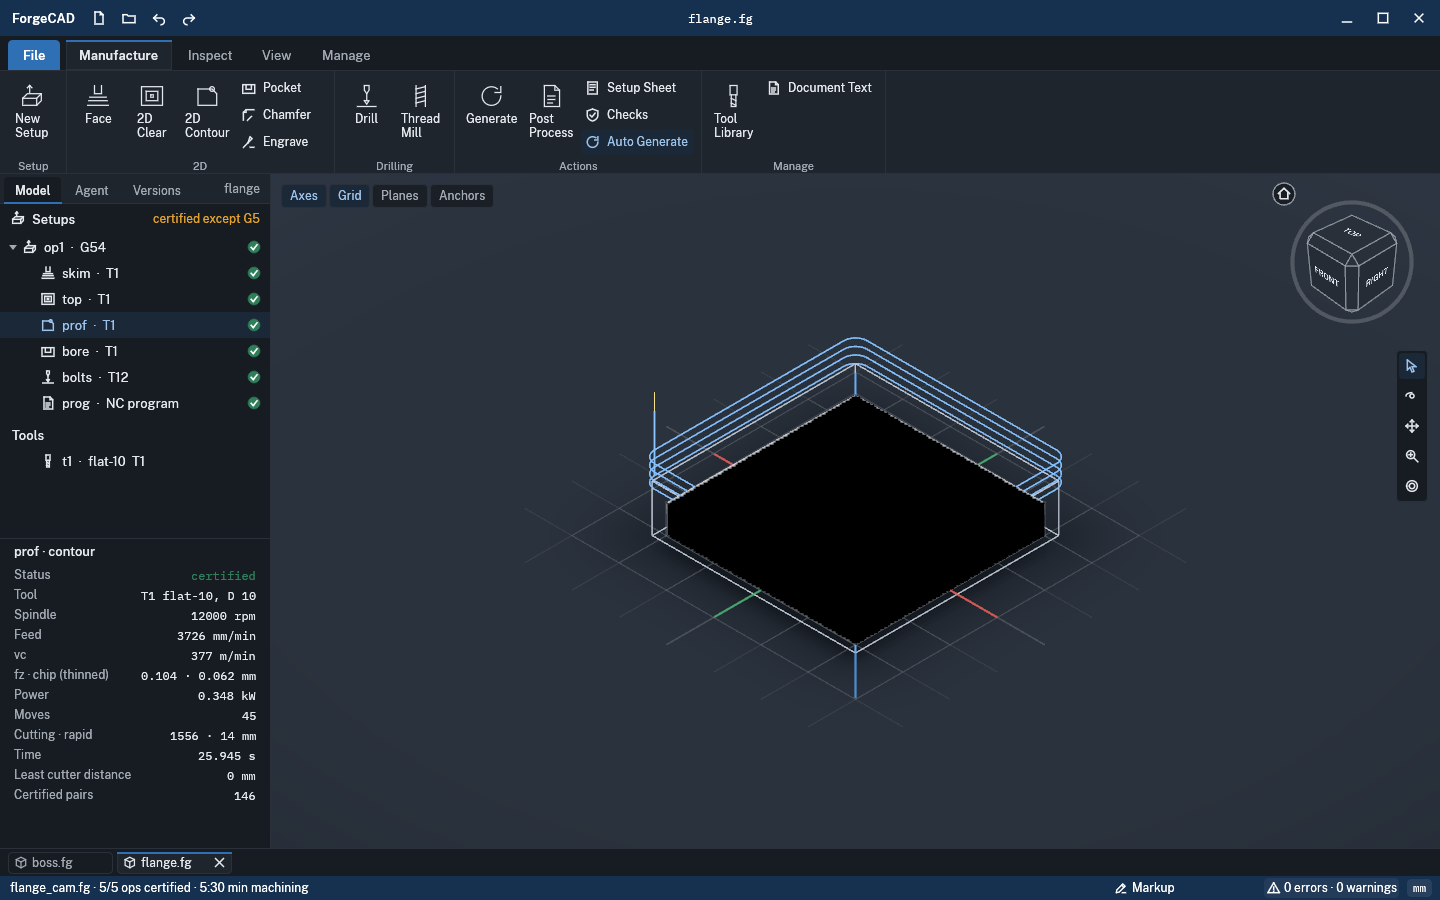 ForgeCAD
flange.fg
File
Manufacture
Inspect
View
Manage
New Setup
Setup
Face
2D Clear
2D Contour
Pocket
Chamfer
Engrave
2D
Drill
Thread Mill
Drilling
Generate
Post Process
Setup Sheet
Checks
Auto Generate
Actions
Tool Library
Document Text
Manage
Model
Agent
Versions
flange
Setups
certified except G5
op1 · G54
skim · T1
top · T1
prof · T1
bore · T1
bolts · T12
prog · NC program
Tools
t1 · flat-10 T1
prof · contour
Status certified
Tool T1 flat-10, D 10
Spindle 12000 rpm
Feed 3726 mm/min
vc 377 m/min
fz · chip (thinned) 0.104 · 0.062 mm
Power 0.348 kW
Moves 45
Cutting · rapid 1556 · 14 mm
Time 25.945 s
Least cutter distance 0 mm
Certified pairs 146
Axes
Grid
Planes
Anchors
TOP
FRONT
RIGHT
boss.fg
flange.fg
flange_cam.fg · 5/5 ops certified · 5:30 min machining
Markup
0 errors · 0 warnings
mm